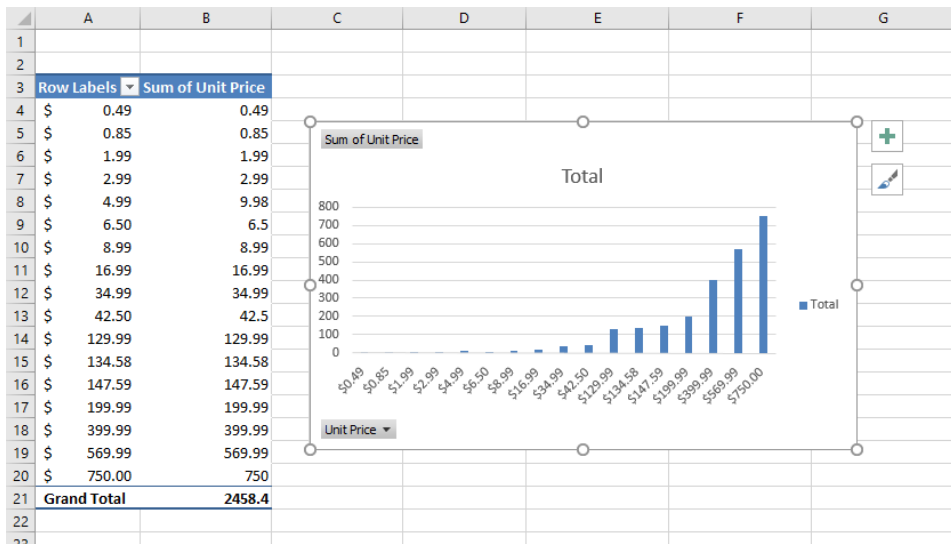 A B C D E F G
1
2
3 Row Labels Sum of Unit Price
4 $ 0.49 0.49
5 $ 0.85 0.85
6 $ 1.99 1.99
7 $ 2.99 2.99
8 $ 4.99 9.98
9 $ 6.50 6.5
10 $ 8.99 8.99
11 $ 16.99 16.99
12 $ 34.99 34.99
13 $ 42.50 42.5
14 $ 129.99 129.99
15 $ 134.58 134.58
16 $ 147.59 147.59
17 $ 199.99 199.99
18 $ 399.99 399.99
19 $ 569.99 569.99
20 $ 750.00 750
21 Grand Total 2458.4
22
23
Sum of Unit Price
Total
800
700
600
500
400
300
200
100
0
$0.49 $0.85 $1.99 $2.99 $4.99 $6.50 $8.99 $16.99 $34.99 $42.50 $129.99 $134.58 $147.59 $199.99 $399.99 $569.99 $750.00
Total
Unit Price